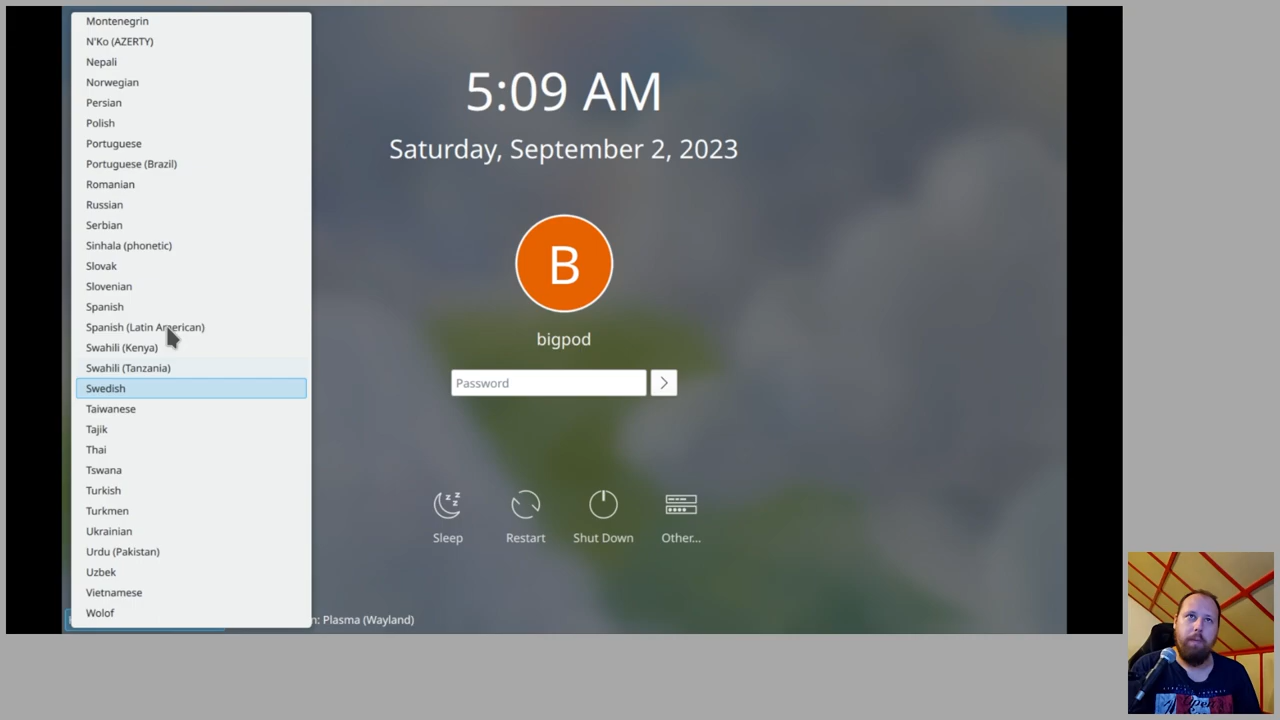 Montenegrin
N'Ko (AZERTY)
Nepali
Norwegian
Persian
Polish
Portuguese
Portuguese (Brazil)
Romanian
Russian
Serbian
Sinhala (phonetic)
Slovak
Slovenian
Spanish
Spanish (Latin American)
Swahili (Kenya)
Swahili (Tanzania)
Swedish
Taiwanese
Tajik
Thai
Tswana
Turkish
Turkmen
Ukrainian
Urdu (Pakistan)
Uzbek
Vietnamese
Wolof
5:09 AM
Saturday, September 2, 2023
B
bigpod
Password
Sleep
Restart
Shut Down
Other...
n: Plasma (Wayland)